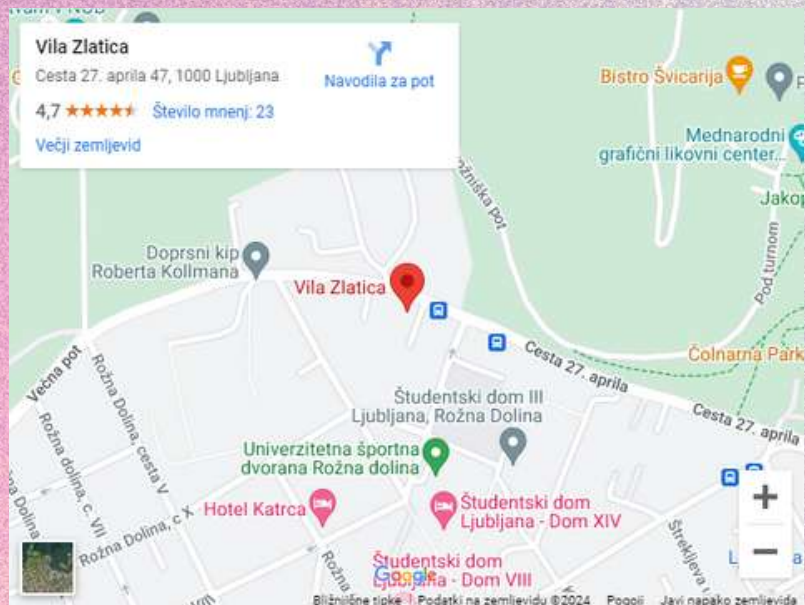 Vila Zlatica
Cesta 27. aprila 47, 1000 Ljubljana
4,7
Število mnenj: 23
Večji zemljevid
Navodila za pot
Bistro Švicarija
Mednarodni
grafični likovni center...
Jakop
Pod turnom
Doprsni kip
Roberta Kollmana
Vila Zlatica
Čolnarna Park
Cesta 27. aprila
Cesta 27. aprila
Večna pot
Rožna Dolina, cesta V
Rožna dolina, c. VII
Rožna Dolina, c X
Študentski dom III
Ljubljana, Rožna Dolina
Univerzitetna športna
dvorana Rožna dolina
Hotel Katrca
Študentski dom
Ljubljana - Dom XIV
Študentski dom
Ljubljana - Dom VIII
Google
Bližnjične tipke
Podatki na zemljevidu ©2024
Pogoji
Javi napako zemljevida